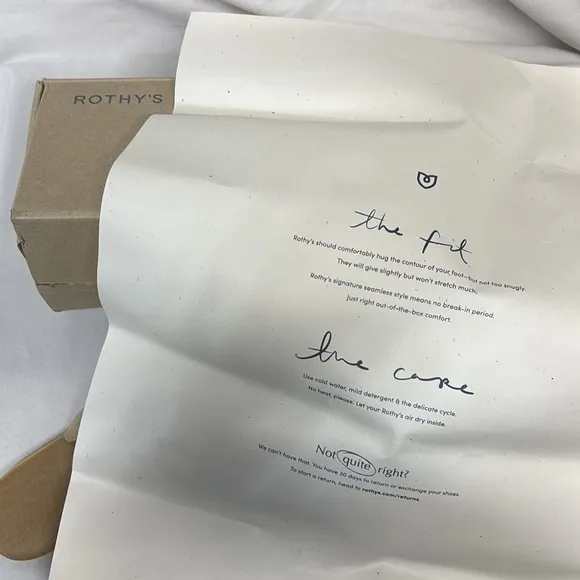 ROTHY'S
the fit
Rothy's should comfortably hug the contour of your foot—but not too snugly.
They will give slightly but won't stretch much.
Rothy's signature seamless style means no break-in period.
Just right out-of-the-box comfort.
the care
Use cold water, mild detergent & the delicate cycle.
No heat, please. Let your Rothy's air dry inside.
Not quite right?
We can't have that. You have 30 days to return or exchange your shoes.
To start a return, head to rothys.com/returns